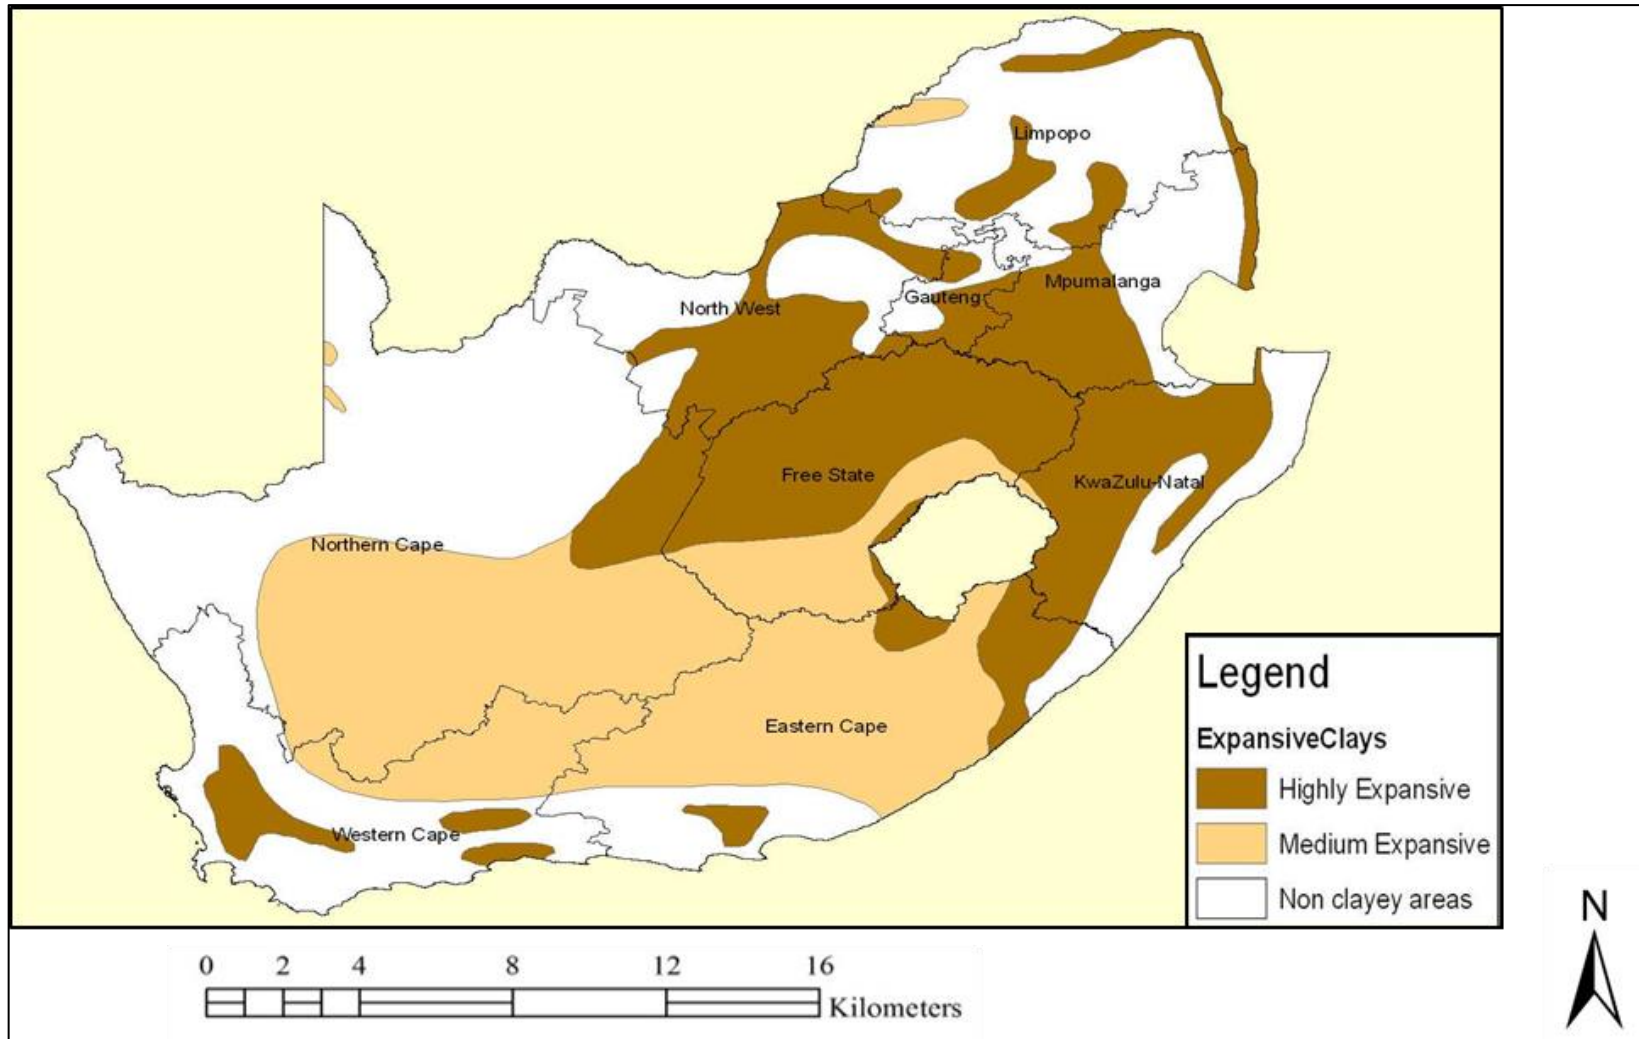 Limpopo
Mpumalanga
Gauteng
North West
Free State
KwaZulu-Natal
Northern Cape
Eastern Cape
Western Cape
Legend
ExpansiveClays
Highly Expansive
Medium Expansive
Non clayey areas
N
0 2 4 8 12 16
Kilometers